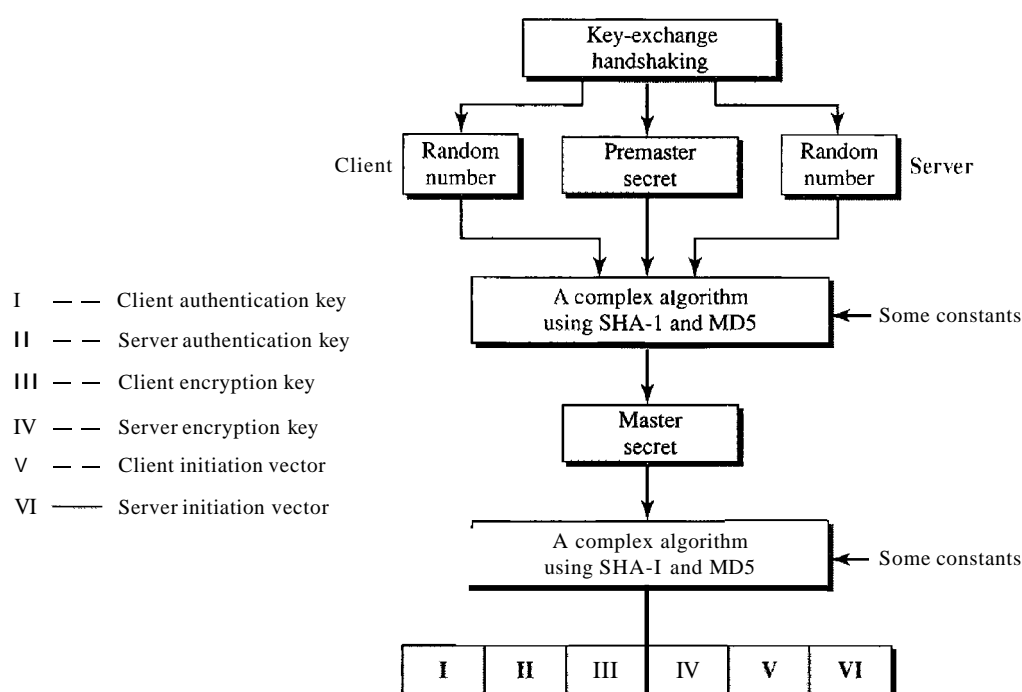 Key-exchange
handshaking
Client
Random
number
Premaster
secret
Random
number
Server
I — — Client authentication key
II — — Server authentication key
III — — Client encryption key
IV — — Server encryption key
V — — Client initiation vector
VI —— Server initiation vector
A complex algorithm
using SHA-1 and MD5
Some constants
Master
secret
A complex algorithm
using SHA-I and MD5
Some constants
I II III IV V VI